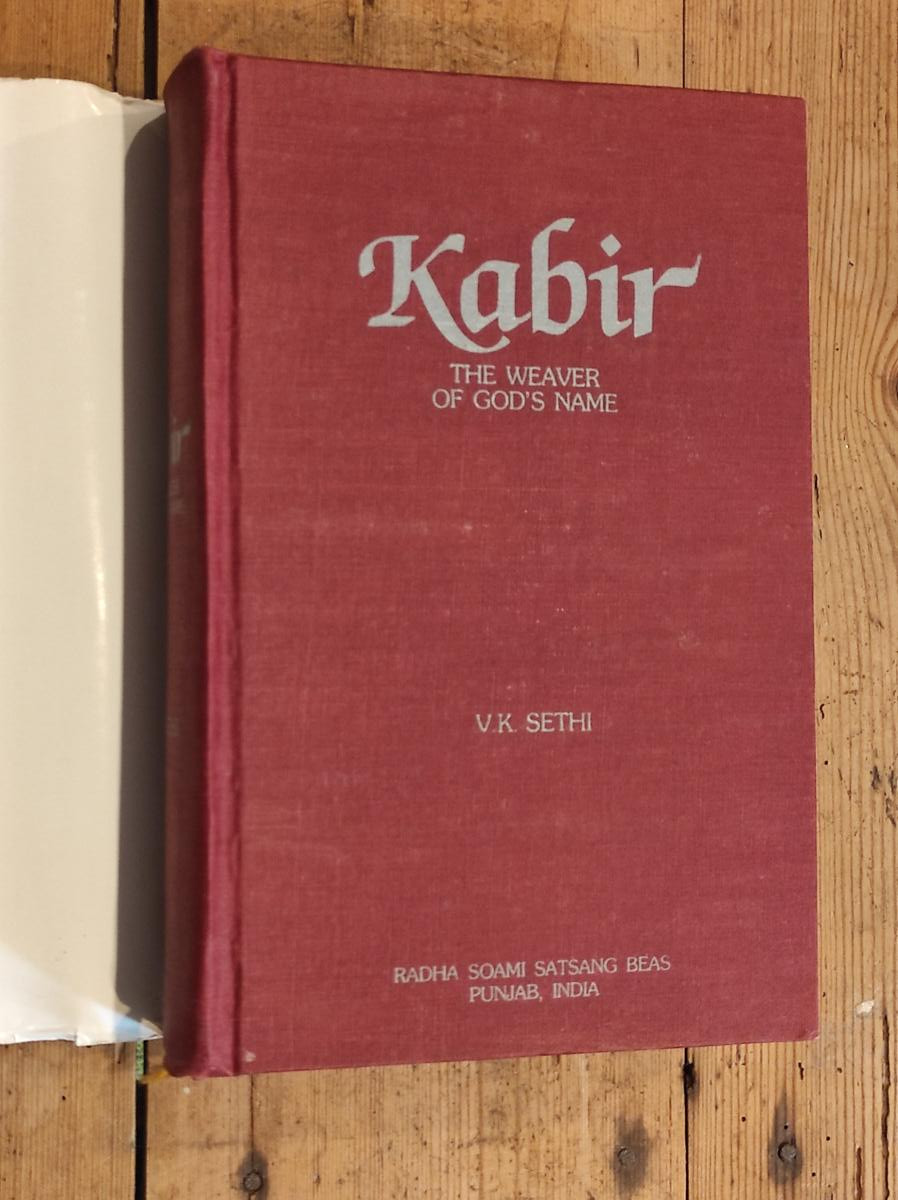 Kabir
THE WEAVER
OF GOD'S NAME
V.K. SETHI
RADHA SOAMI SATSANG BEAS
PUNJAB, INDIA